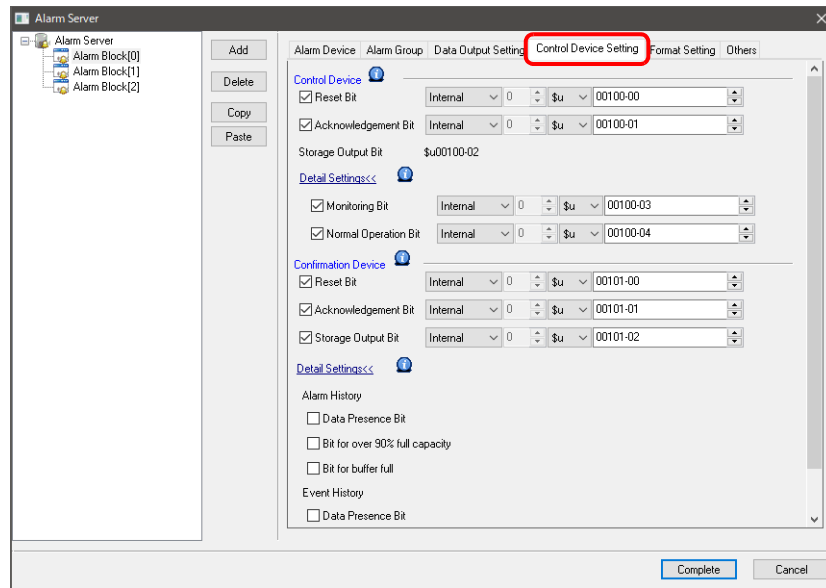 Alarm Server
Alarm Server
Alarm Block[0]
Alarm Block[1]
Alarm Block[2]
Add
Delete
Copy
Paste
Alarm Device Alarm Group Data Output Setting Control Device Setting Format Setting Others
Control Device
Reset Bit Internal 0 $u 00100-00
Acknowledgement Bit Internal 0 $u 00100-01
Storage Output Bit $u00100-02
Detail Settings<<
Monitoring Bit Internal 0 $u 00100-03
Normal Operation Bit Internal 0 $u 00100-04
Confirmation Device
Reset Bit Internal 0 $u 00101-00
Acknowledgement Bit Internal 0 $u 00101-01
Storage Output Bit Internal 0 $u 00101-02
Detail Settings<<
Alarm History
Data Presence Bit
Bit for over 90% full capacity
Bit for buffer full
Event History
Data Presence Bit
Complete Cancel